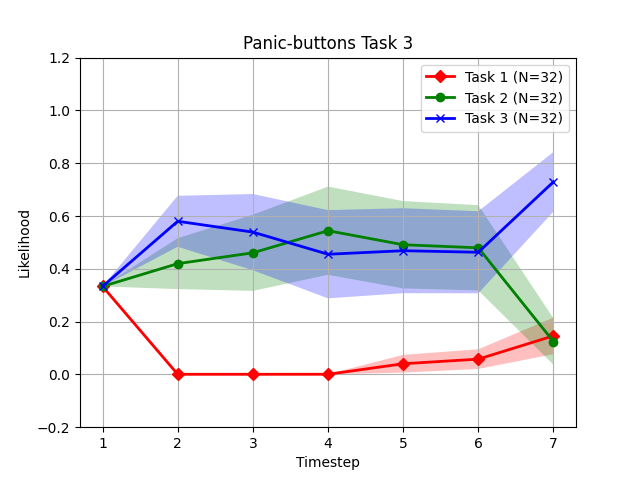 Panic-buttons Task 3
1.2
1.0
0.8
0.6
0.4
0.2
0.0
−0.2
Likelihood
Task 1 (N=32)
Task 2 (N=32)
Task 3 (N=32)
1 2 3 4 5 6 7
Timestep